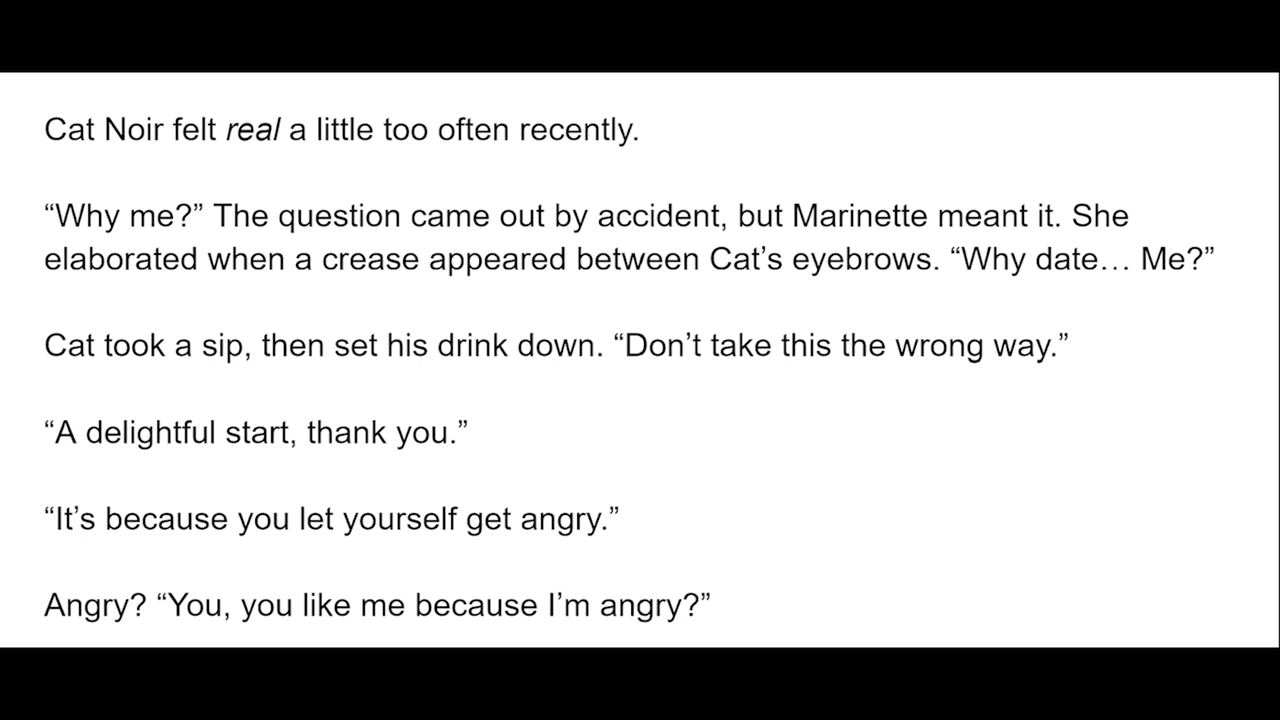 Cat Noir felt real a little too often recently.
“Why me?” The question came out by accident, but Marinette meant it. She
elaborated when a crease appeared between Cat’s eyebrows. “Why date… Me?”
Cat took a sip, then set his drink down. “Don’t take this the wrong way.”
“A delightful start, thank you.”
“It’s because you let yourself get angry.”
Angry? “You, you like me because I’m angry?”